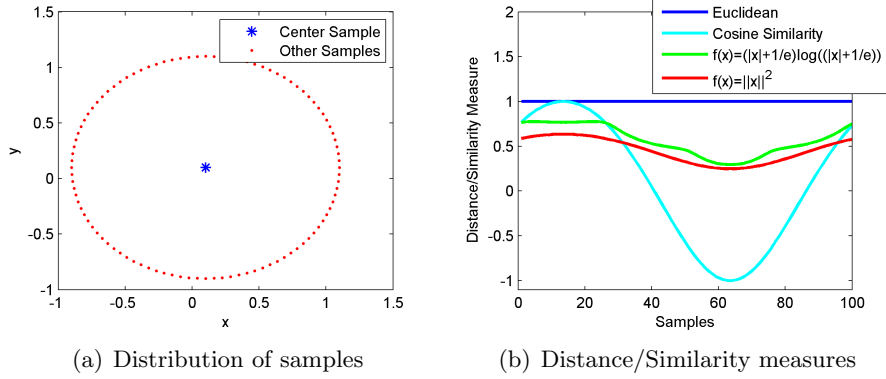 Center Sample
Other Samples
1.5
1
0.5
0
-0.5
-1
y
-1
-0.5
0
0.5
1
1.5
x
(a) Distribution of samples
Euclidean
Cosine Similarity
f(x)=(|x|+1/e)log((|x|+1/e))
f(x)=||x||²
2
1.5
1
0.5
0
-0.5
-1
Distance/Similarity Measure
0
20
40
60
80
100
Samples
(b) Distance/Similarity measures